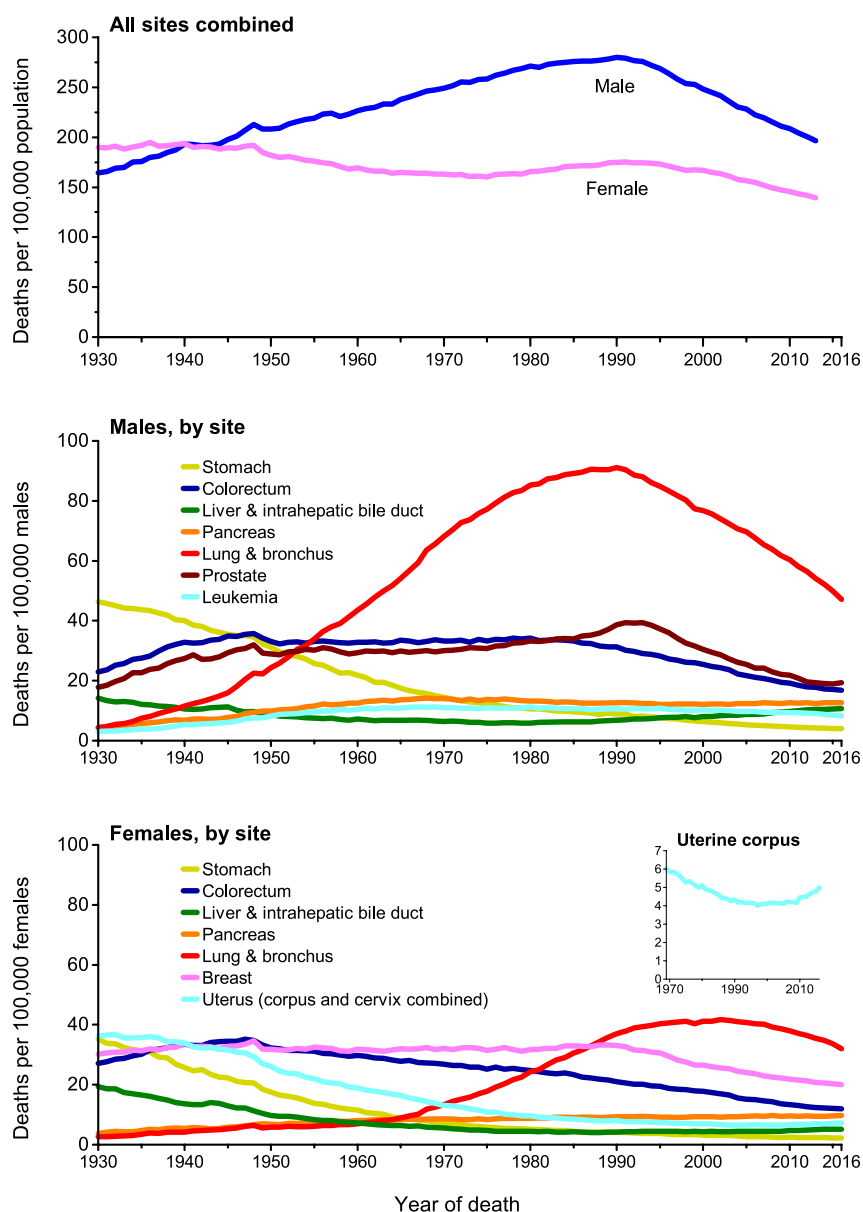 All sites combined
Deaths per 100,000 population
300
250
200
150
100
50
0
Male
Female
1930 1940 1950 1960 1970 1980 1990 2000 2010 2016
Males, by site
Deaths per 100,000 males
100
80
60
40
20
0
Stomach
Colorectum
Liver & intrahepatic bile duct
Pancreas
Lung & bronchus
Prostate
Leukemia
1930 1940 1950 1960 1970 1980 1990 2000 2010 2016
Females, by site
Deaths per 100,000 females
100
80
60
40
20
0
Stomach
Colorectum
Liver & intrahepatic bile duct
Pancreas
Lung & bronchus
Breast
Uterus (corpus and cervix combined)
Uterine corpus
7
6
5
4
3
2
1
0
1970 1990 2010
1930 1940 1950 1960 1970 1980 1990 2000 2010 2016
Year of death